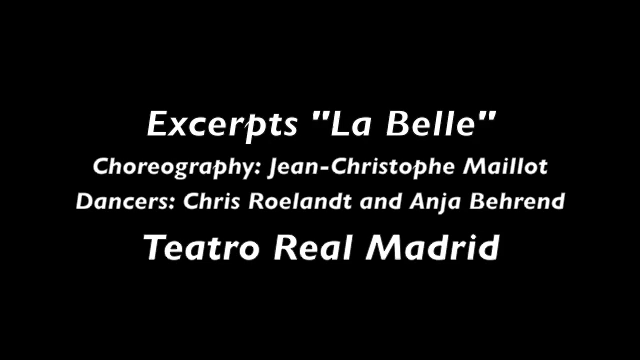 Excerpts "La Belle"
Choreography: Jean-Christophe Maillot
Dancers: Chris Roelandt and Anja Behrend
Teatro Real Madrid